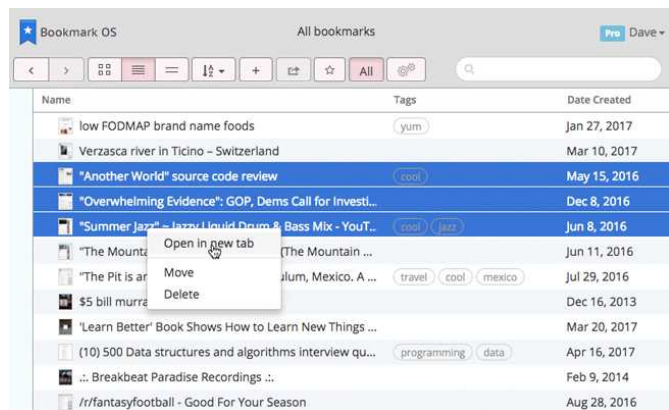 Bookmark OS All bookmarks Pro Dave
All
Name Tags Date Created
low FODMAP brand name foods yum Jan 27, 2017
Verzasca river in Ticino – Switzerland Mar 10, 2017
"Another World" source code review cool May 15, 2016
"Overwhelming Evidence": GOP, Dems Call for Investi... Dec 8, 2016
"Summer Jazz" ~ Jazzy Liquid Drum & Bass Mix - YouT... cool jazz Jun 8, 2016
Open in new tab
"The Mounta (The Mountain ... Jun 11, 2016
Move
"The Pit is ar ulum, Mexico. A ... travel cool mexico Jul 29, 2016
Delete
$5 bill murra Dec 16, 2013
'Learn Better' Book Shows How to Learn New Things ... Mar 20, 2017
(10) 500 Data structures and algorithms interview qu... programming data Apr 16, 2017
.:. Breakbeat Paradise Recordings .:. Feb 9, 2014
/r/fantasyfootball - Good For Your Season Aug 28, 2016